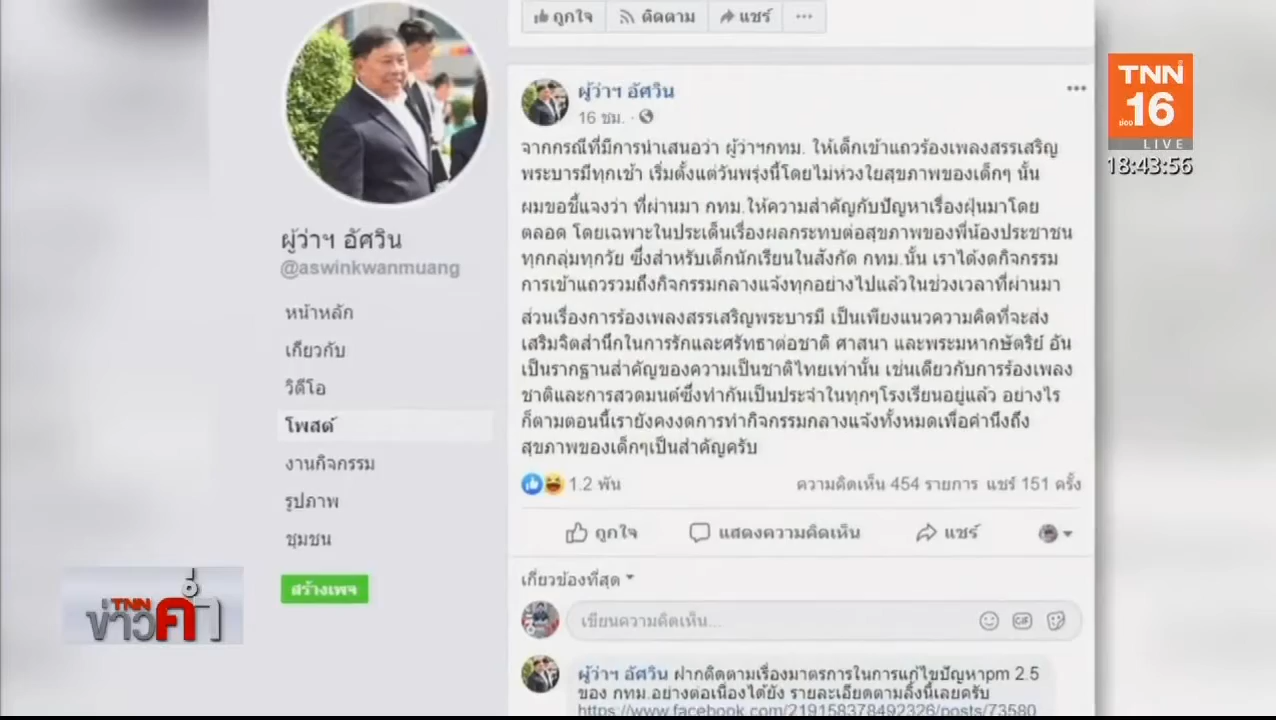 ถูกใจ ติดตาม แชร์ ...
TNN
ช่อง 16
LIVE
18:43:56
ผู้ว่าฯ อัศวิน
@aswinkwanmuang
หน้าหลัก
เกี่ยวกับ
วิดีโอ
โพสต์
งานกิจกรรม
รูปภาพ
ชุมชน
สร้างเพจ
TNN
ข่าวค่ำ
ผู้ว่าฯ อัศวิน
16 ชม. ·
จากกรณีที่มีการนำเสนอว่า ผู้ว่าฯกทม. ให้เด็กเข้าแถวร้องเพลงสรรเสริญ
พระบารมีทุกเช้า เริ่มตั้งแต่วันพรุ่งนี้โดยไม่ห่วงใยสุขภาพของเด็กๆ นั้น
ผมขอชี้แจงว่า ที่ผ่านมา กทม.ให้ความสำคัญกับปัญหาเรื่องฝุ่นมาโดย
ตลอด โดยเฉพาะในประเด็นเรื่องผลกระทบต่อสุขภาพของพี่น้องประชาชน
ทุกกลุ่มทุกวัย ซึ่งสำหรับเด็กนักเรียนในสังกัด กทม.นั้น เราได้งดกิจกรรม
การเข้าแถวรวมถึงกิจกรรมกลางแจ้งทุกอย่างไปแล้วในช่วงเวลาที่ผ่านมา
ส่วนเรื่องการร้องเพลงสรรเสริญพระบารมี เป็นเพียงแนวความคิดที่จะส่ง
เสริมจิตสำนึกในการรักและศรัทธาต่อชาติ ศาสนา และพระมหากษัตริย์ อัน
เป็นรากฐานสำคัญของความเป็นชาติไทยเท่านั้น เช่นเดียวกับการร้องเพลง
ชาติและการสวดมนต์ซึ่งทำกันเป็นประจำในทุกๆโรงเรียนอยู่แล้ว อย่างไร
ก็ตามตอนนี้เรายังคงงดการทำกิจกรรมกลางแจ้งทั้งหมดเพื่อคำนึงถึง
สุขภาพของเด็กๆเป็นสำคัญครับ
1.2 พัน ความคิดเห็น 454 รายการ แชร์ 151 ครั้ง
ถูกใจ แสดงความคิดเห็น แชร์
เกี่ยวข้องที่สุด
เขียนความคิดเห็น... GIF
ผู้ว่าฯ อัศวิน ฝากติดตามเรื่องมาตรการในการแก้ไขปัญหาpm 2.5
ของ กทม.อย่างต่อเนื่องได้ยัง รายละเอียดตามลิ้งนี้เลยครับ
https://www.facebook.com/219158378492326/posts/73580